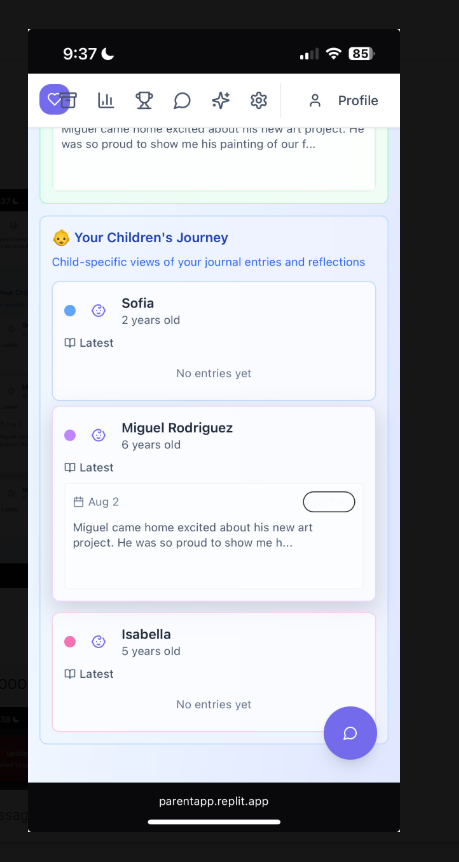 9:37
85
Profile
Miguel came home excited about his new art project. He
was so proud to show me his painting of our f...
Your Children's Journey
Child-specific views of your journal entries and reflections
Sofia
2 years old
Latest
No entries yet
Miguel Rodriguez
6 years old
Latest
Aug 2
Miguel came home excited about his new art
project. He was so proud to show me h...
Isabella
5 years old
Latest
No entries yet
parentapp.replit.app